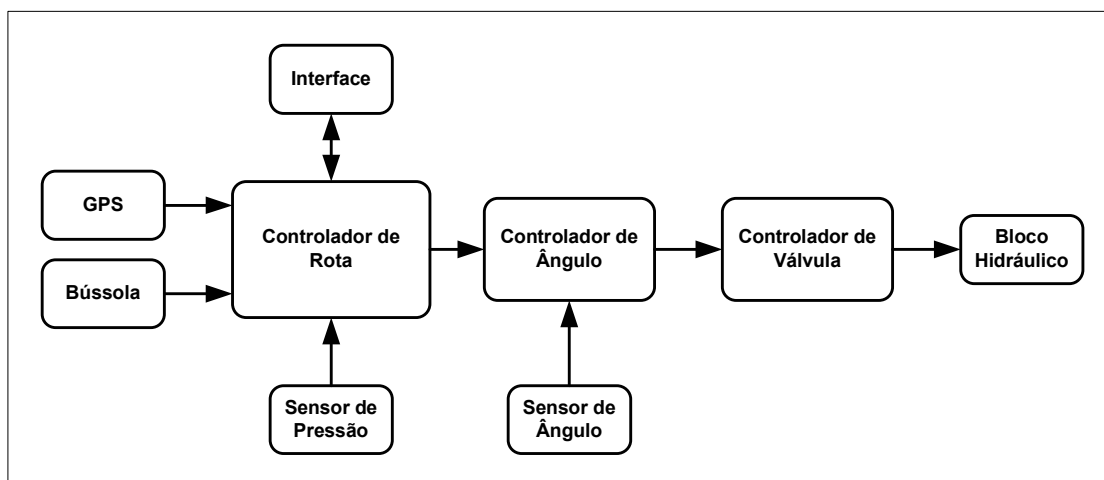 Interface
GPS
Bússola
Controlador de
Rota
Controlador de
Ângulo
Controlador de
Válvula
Bloco
Hidráulico
Sensor de
Pressão
Sensor de
Ângulo